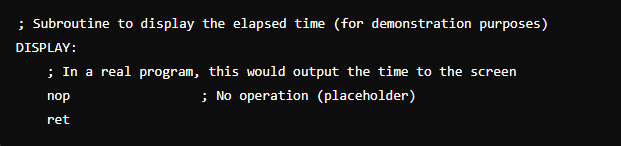 ; Subroutine to display the elapsed time (for demonstration purposes)
DISPLAY:
; In a real program, this would output the time to the screen
nop ; No operation (placeholder)
ret